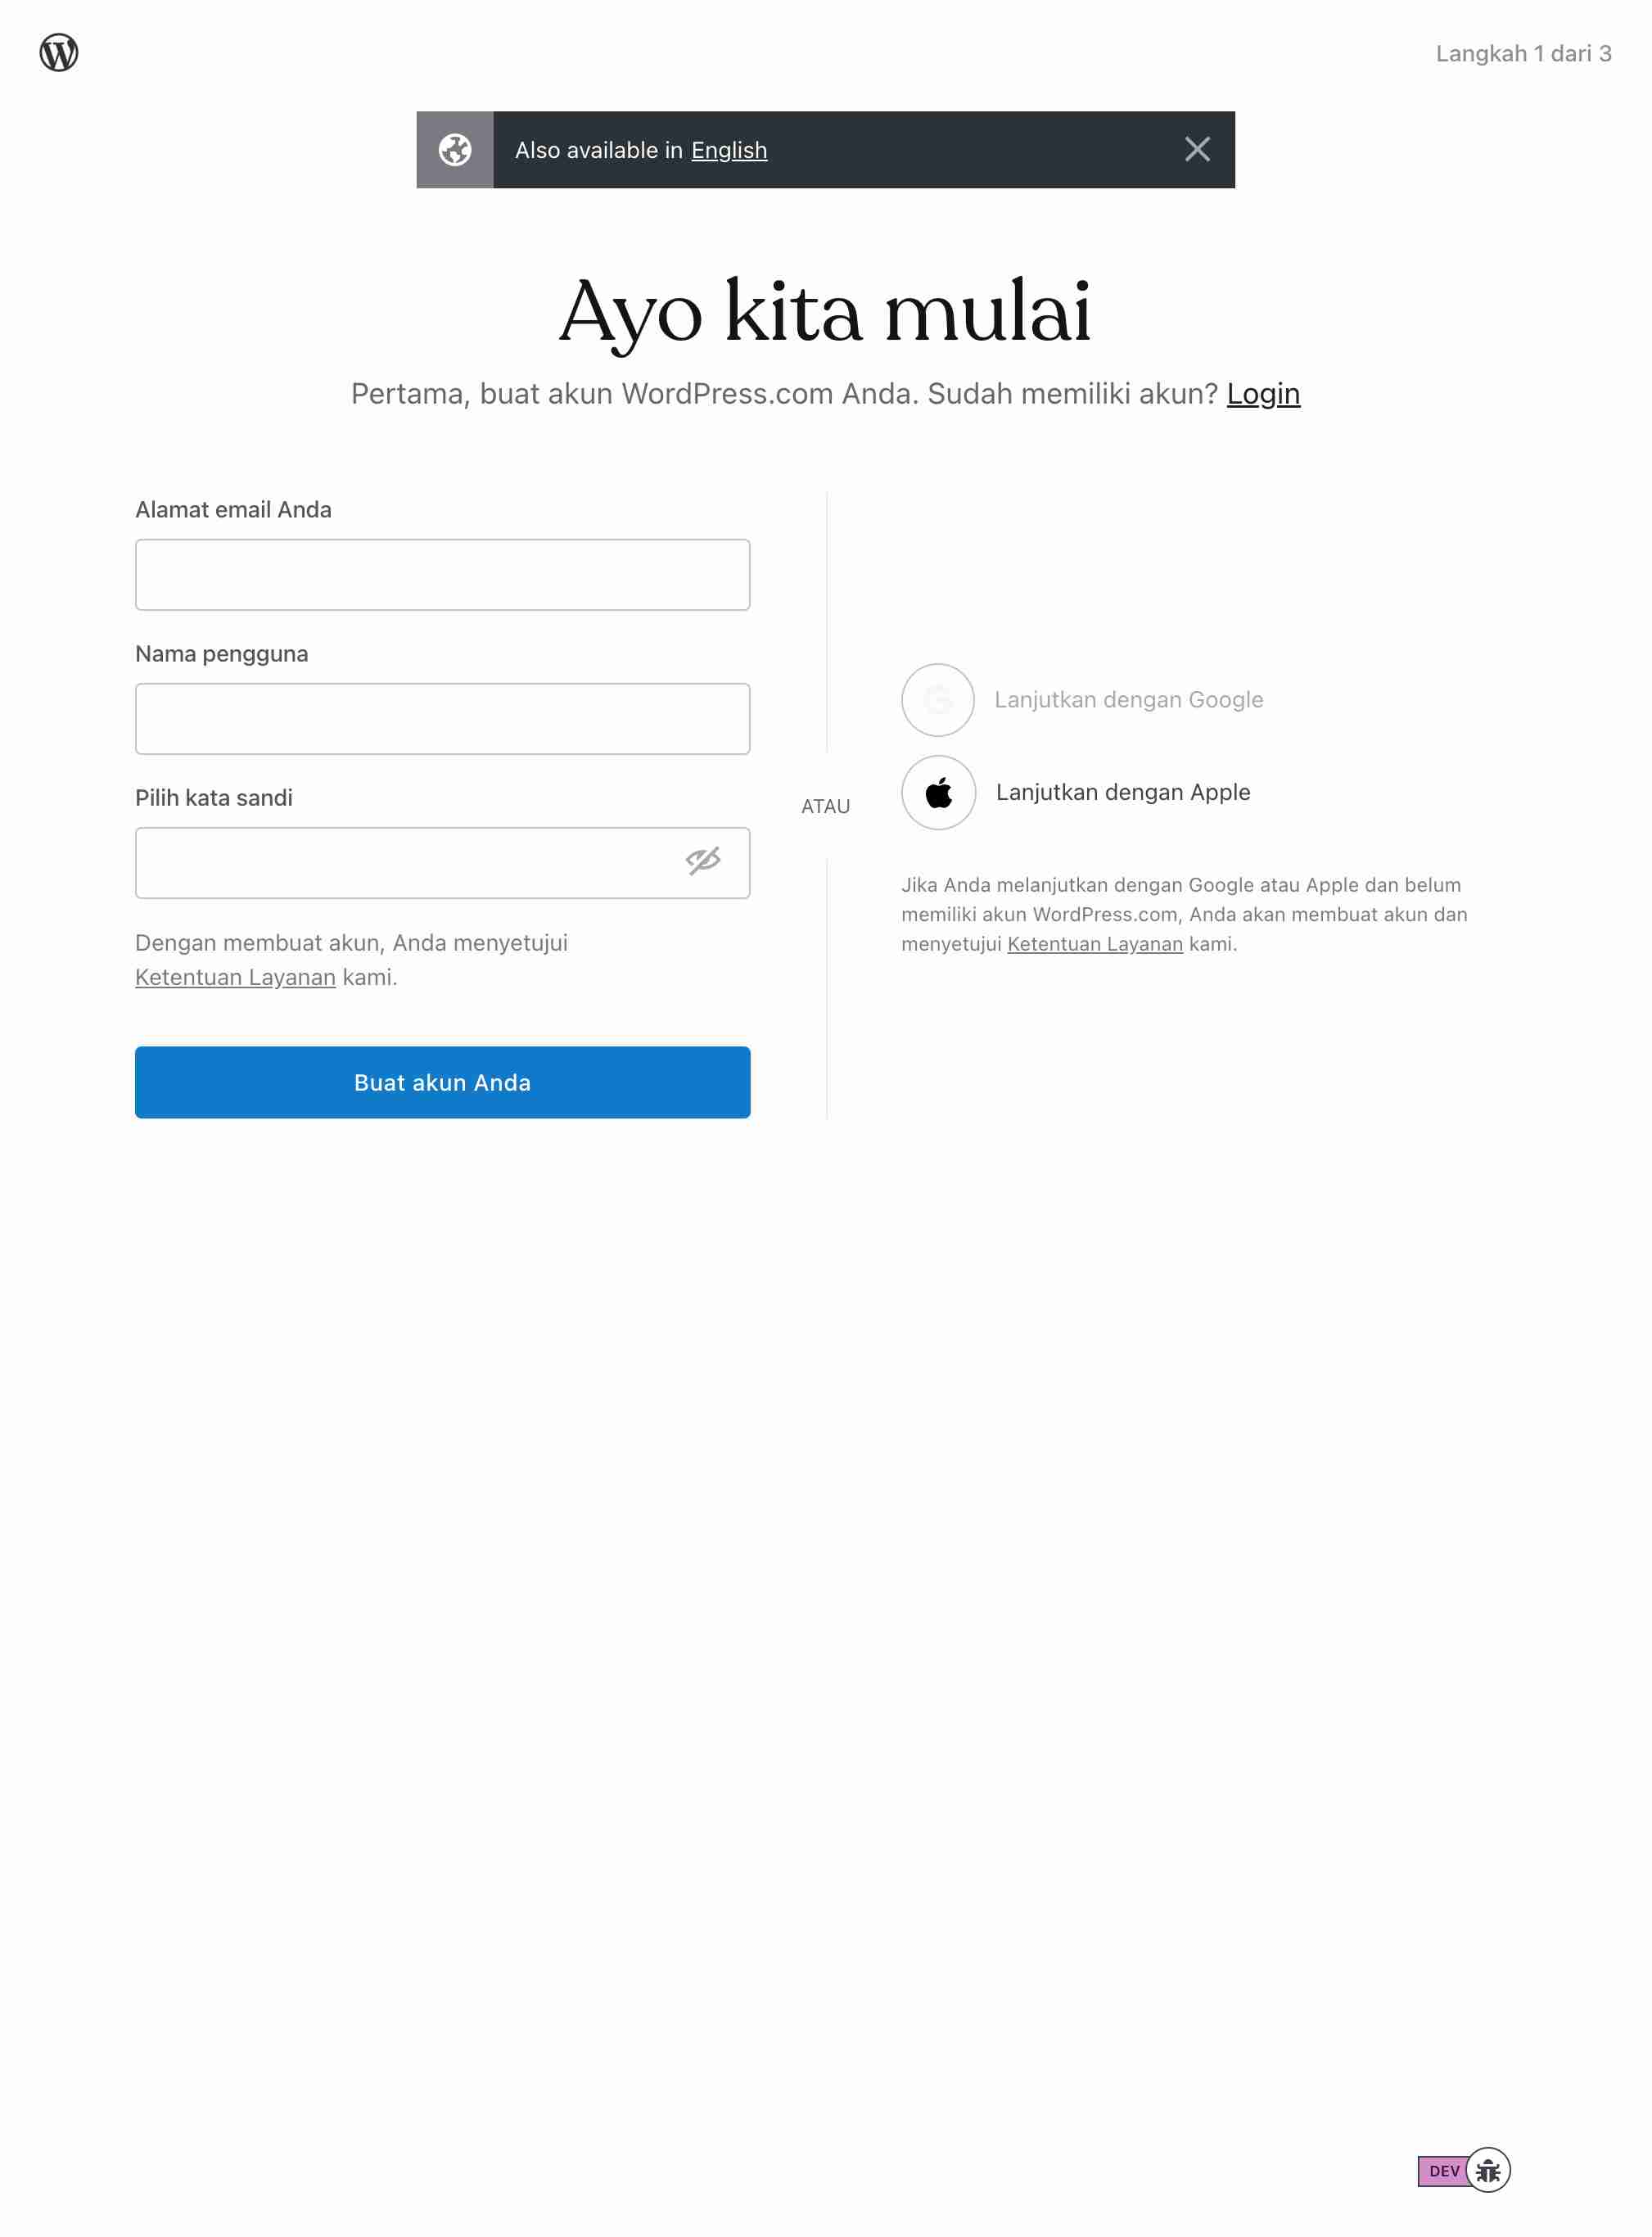 Langkah 1 dari 3
Also available in English
Ayo kita mulai
Pertama, buat akun WordPress.com Anda. Sudah memiliki akun? Login
Alamat email Anda
Nama pengguna
Pilih kata sandi
Dengan membuat akun, Anda menyetujui
Ketentuan Layanan kami.
Buat akun Anda
ATAU
Lanjutkan dengan Google
Lanjutkan dengan Apple
Jika Anda melanjutkan dengan Google atau Apple dan belum
memiliki akun WordPress.com, Anda akan membuat akun dan
menyetujui Ketentuan Layanan kami.
DEV